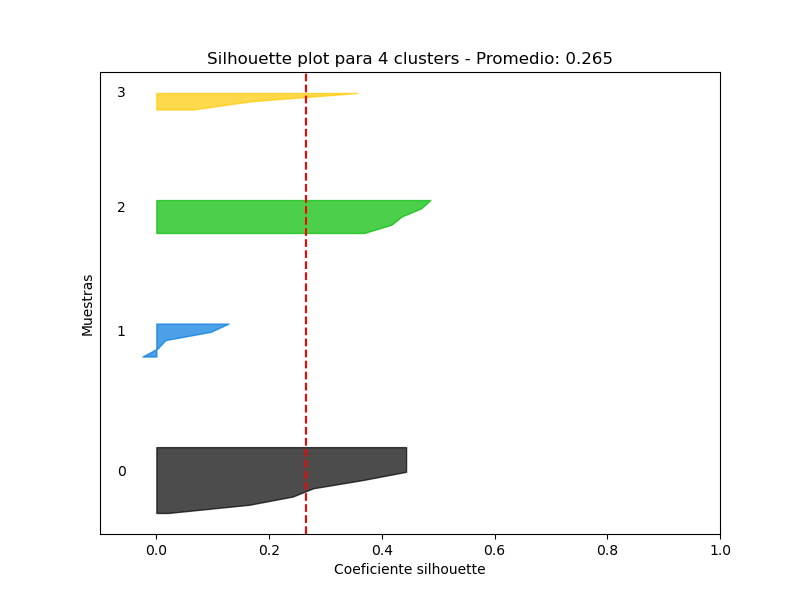 Silhouette plot para 4 clusters - Promedio: 0.265
3
2
1
0
Muestras
0.0 0.2 0.4 0.6 0.8 1.0
Coeficiente silhouette